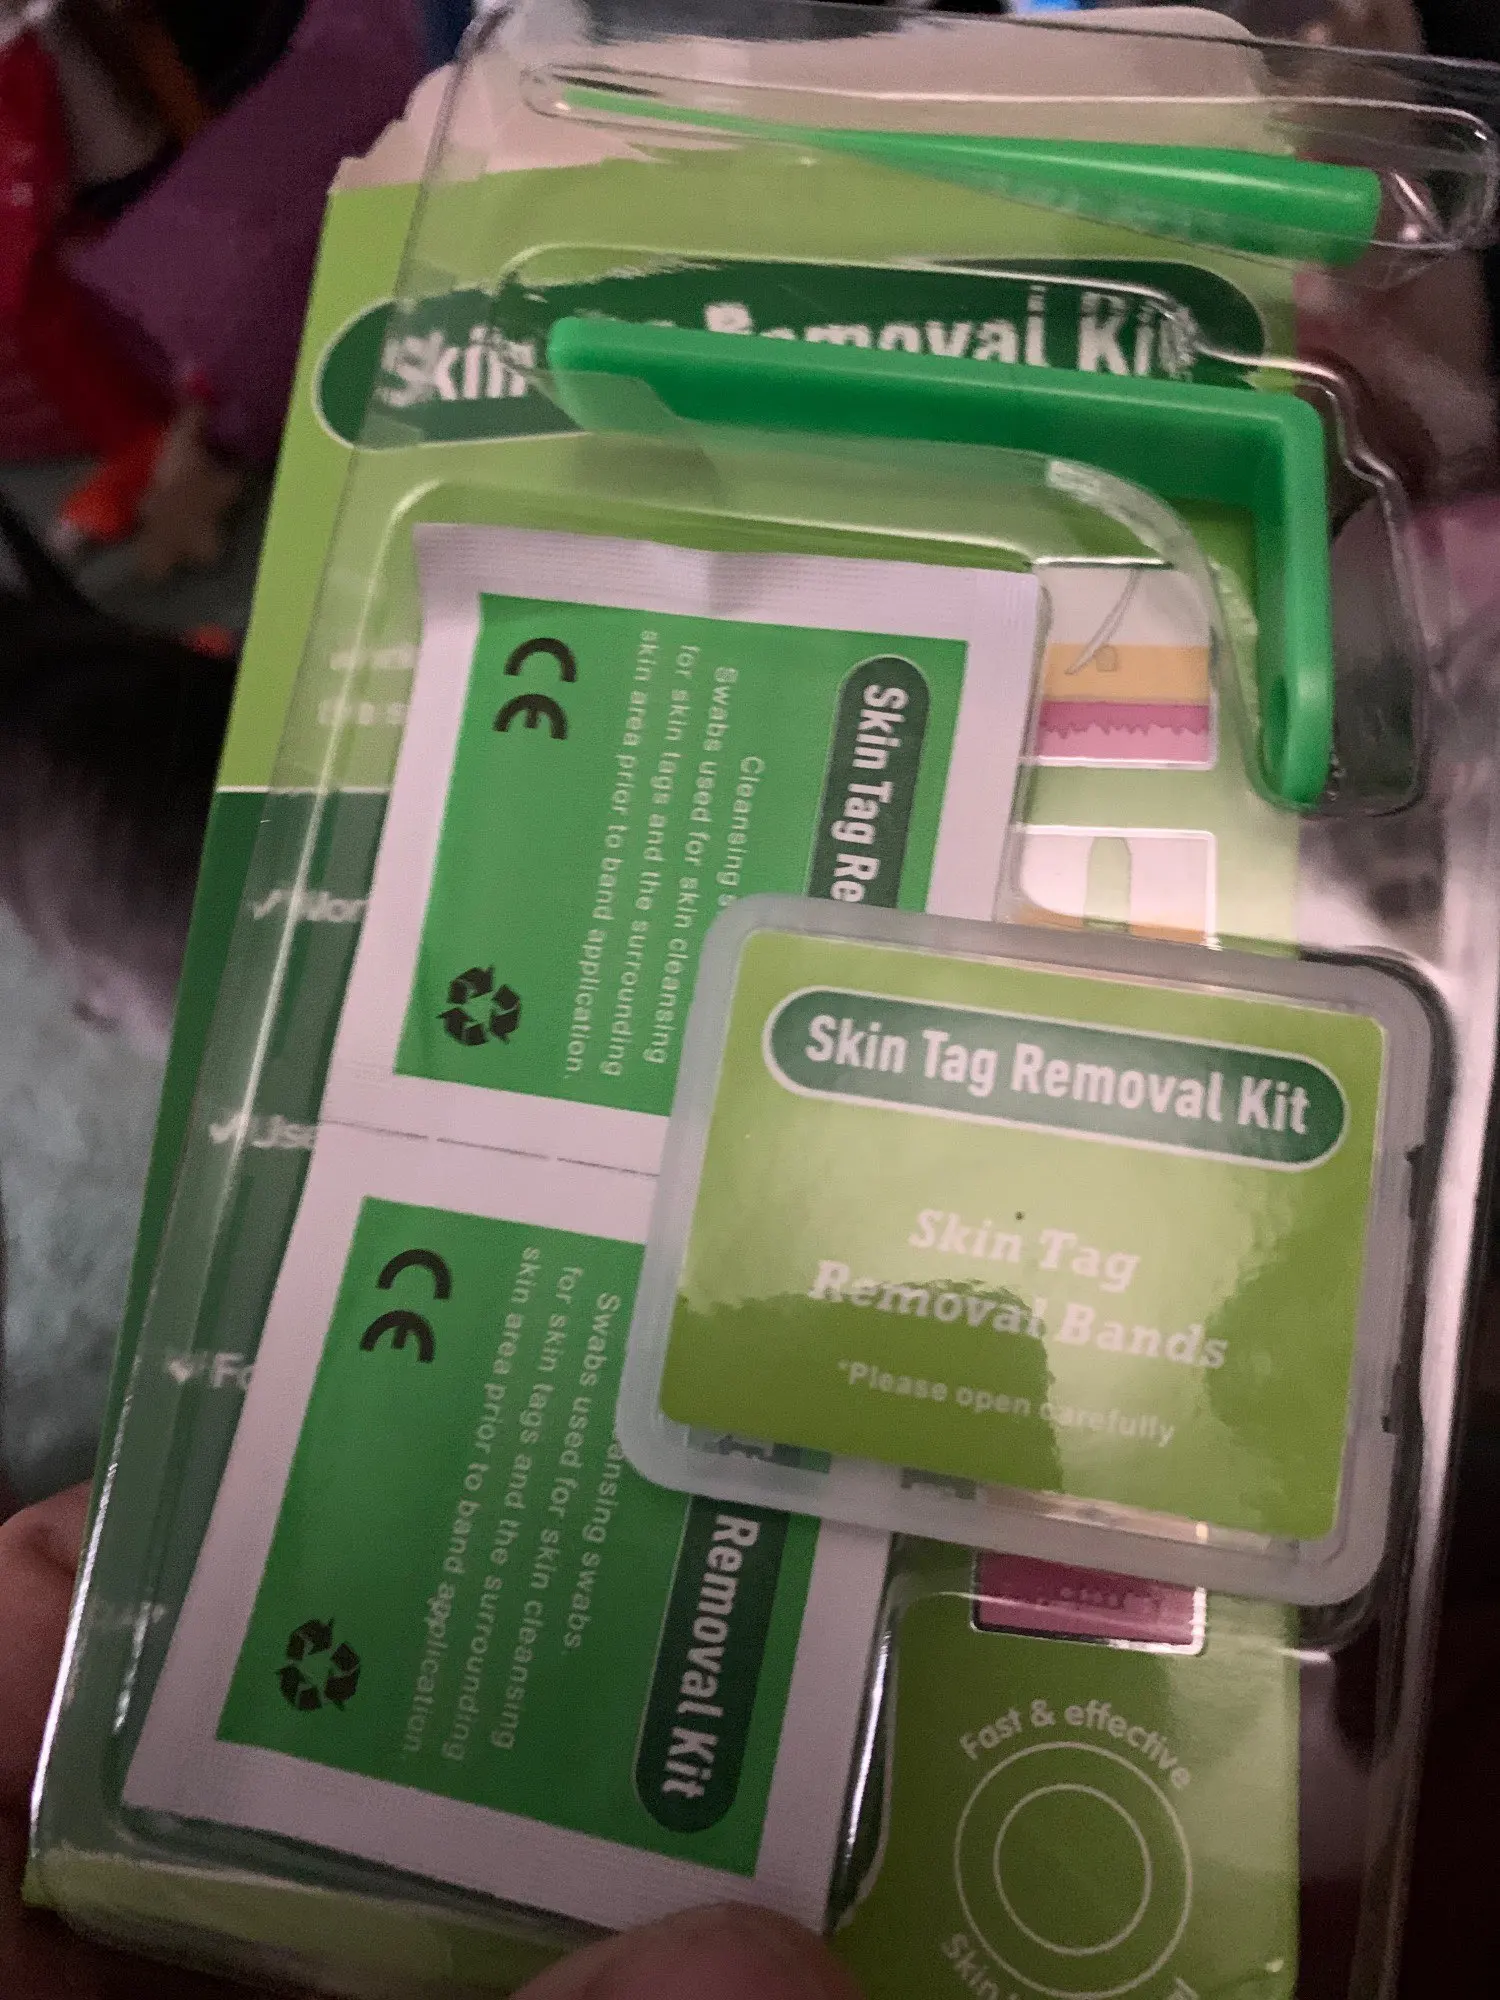 Removal Kit
Skin Tag Re
Cleansing
Swabs used for skin cleansing
for skin tags and the surrounding
skin area prior to band application.
CE
Skin Tag Removal Kit
Skin Tag
Removal Bands
*Please open carefully
Removal Kit
swabs
Swabs used for skin cleansing
for skin tags and the surrounding
skin area prior to band application.
CE
Fast & effective
Skin